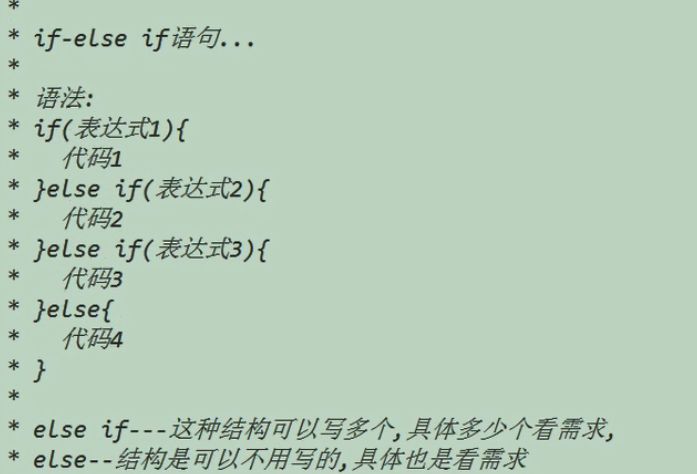 *
* if-else if语句...
*
* 语法:
* if(表达式1){
*   代码1
* }else if(表达式2){
*   代码2
* }else if(表达式3){
*   代码3
* }else{
*   代码4
* }
*
* else if---这种结构可以写多个,具体多少个看需求,
* else--结构是可以不用写的,具体也是看需求